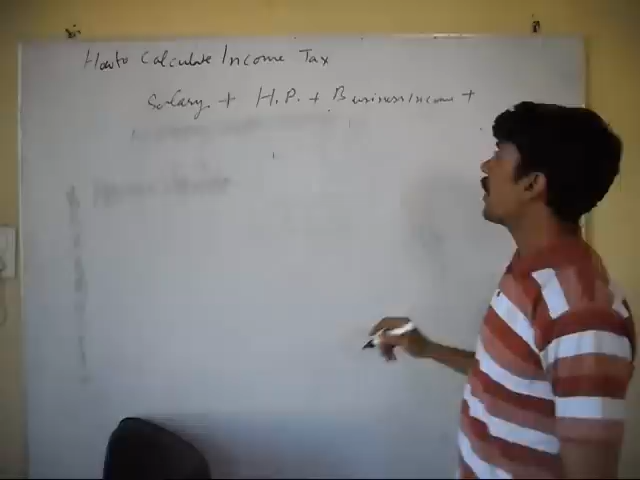 How to Calculate Income Tax
Salary + H.P. + Business Income +